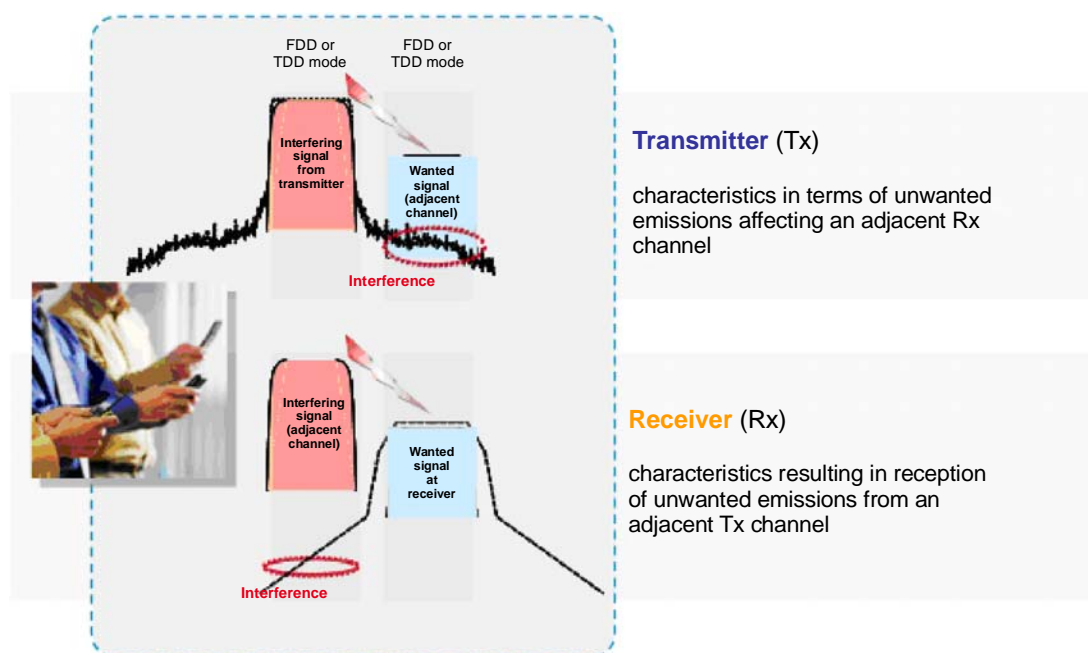 FDD or
TDD mode
FDD or
TDD mode
Interfering
signal
from
transmitter
Wanted
signal
(adjacent
channel)
Interference
Transmitter (Tx)
characteristics in terms of unwanted
emissions affecting an adjacent Rx
channel
Interfering
signal
(adjacent
channel)
Wanted
signal
at
receiver
Interference
Receiver (Rx)
characteristics resulting in reception
of unwanted emissions from an
adjacent Tx channel